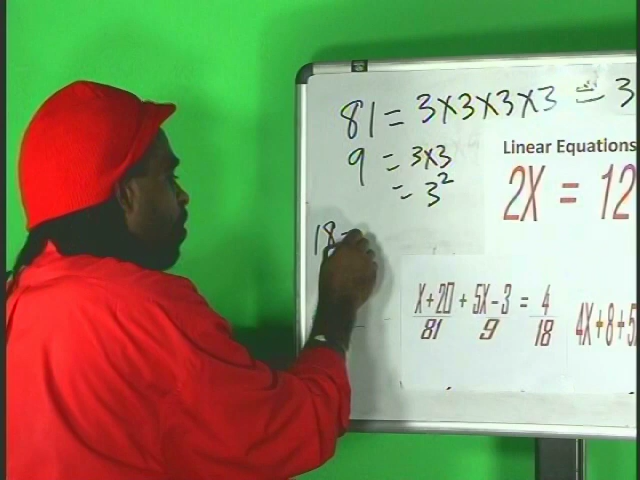 81 = 3x3x3x3 = 3
9 = 3x3
= 3²
18 =
Linear Equations
2X = 12
X+20/81 + 5X-3/9 = 4/18
4X+8+5